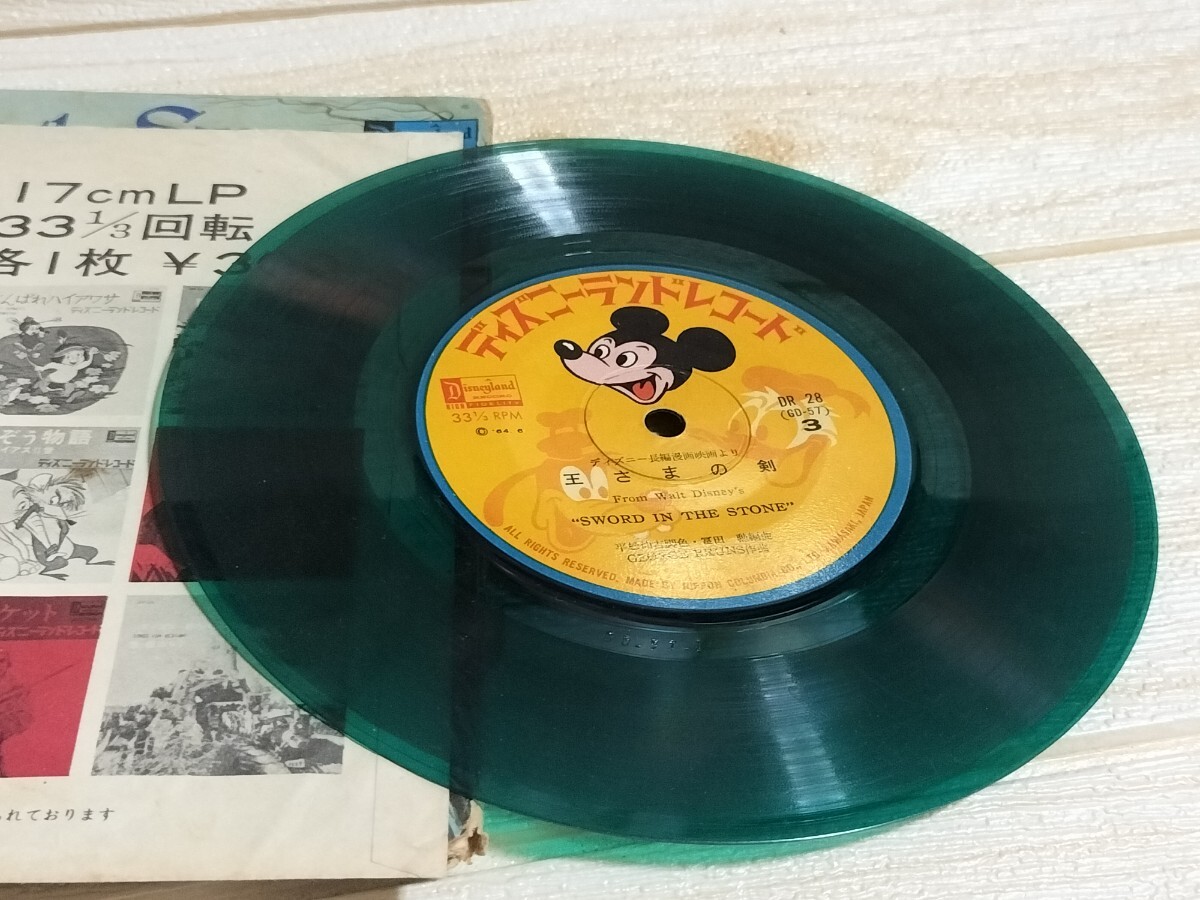 17cmLP
33⅓回転
各1枚 ¥3
んばれハイアワサ
ディズニーランドレコード
ぞう物語
ディズニーランドレコード
ケット
ディズニーランドレコ
れております
ディズニーランドレコード
Disneyland
HIGH FIDELITY
33⅓ RPM
© '64. 6
DR 28
(GD-57)
3
ディズニー長編漫画映画より
王さまの剣
From Walt Disney's
"SWORD IN THE STONE"
ALL RIGHTS RESERVED. MADE BY NIPPON COLUMBIA CO., LTD. KAWASAKI, JAPAN